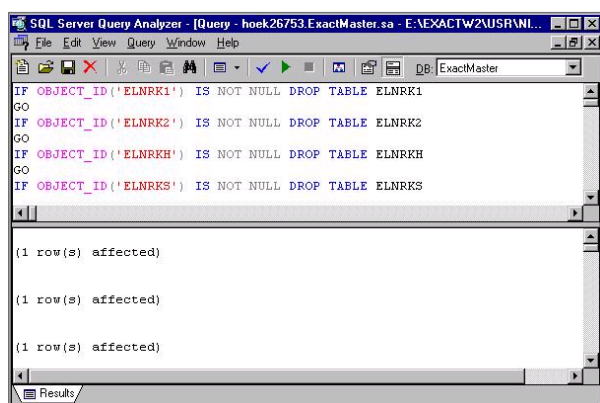 SQL Server Query Analyzer - [Query - hoek26753.ExactMaster.sa - E:\EXACTW2\USR\NI...
File Edit View Query Window Help
DB: ExactMaster
IF OBJECT_ID('ELNRK1') IS NOT NULL DROP TABLE ELNRK1
GO
IF OBJECT_ID('ELNRK2') IS NOT NULL DROP TABLE ELNRK2
GO
IF OBJECT_ID('ELNRKH') IS NOT NULL DROP TABLE ELNRKH
GO
IF OBJECT_ID('ELNRKS') IS NOT NULL DROP TABLE ELNRKS
(1 row(s) affected)
(1 row(s) affected)
(1 row(s) affected)
Results